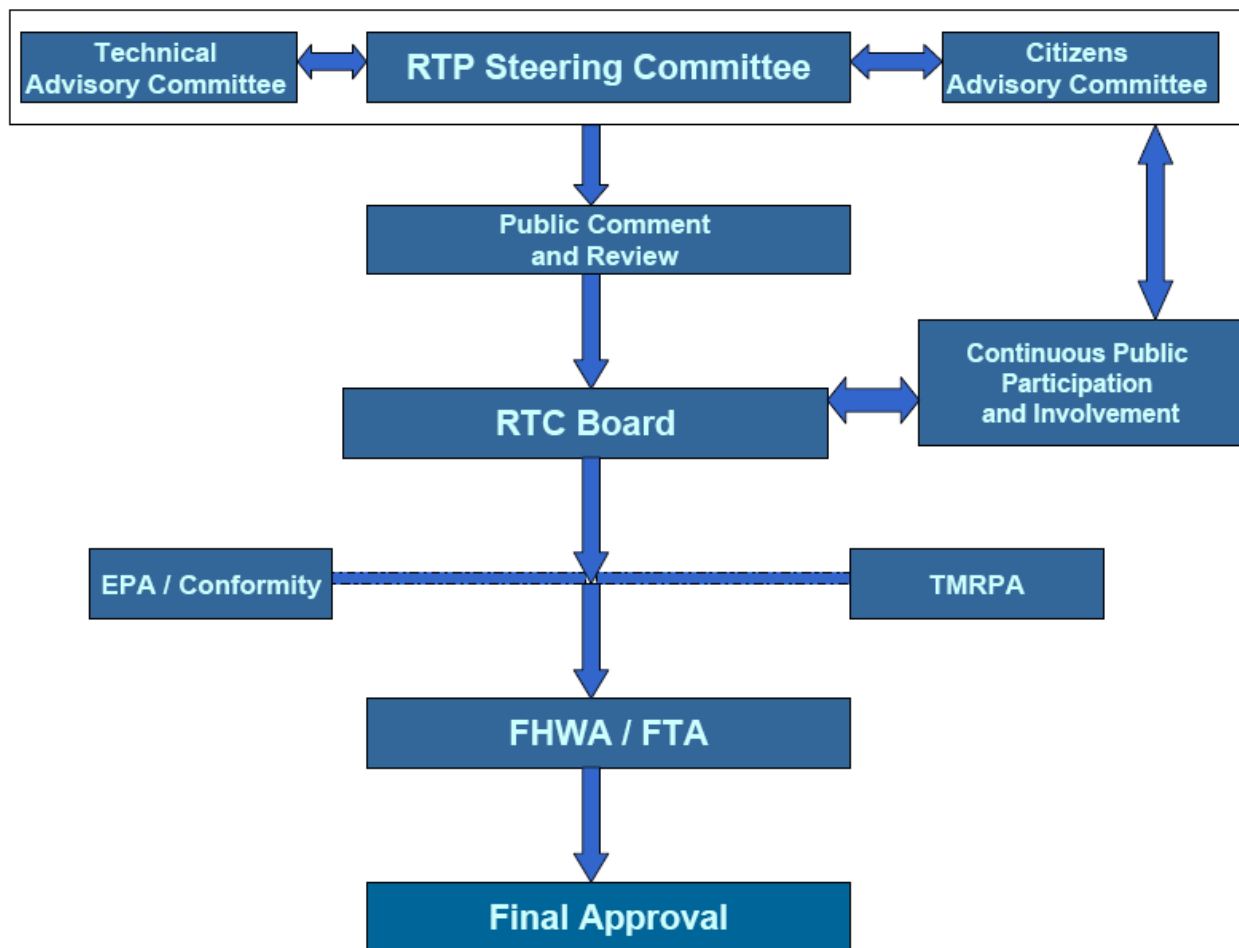 Technical
Advisory Committee
RTP Steering Committee
Citizens
Advisory Committee
Public Comment
and Review
Continuous Public
Participation
and Involvement
RTC Board
EPA / Conformity
TMRPA
FHWA / FTA
Final Approval